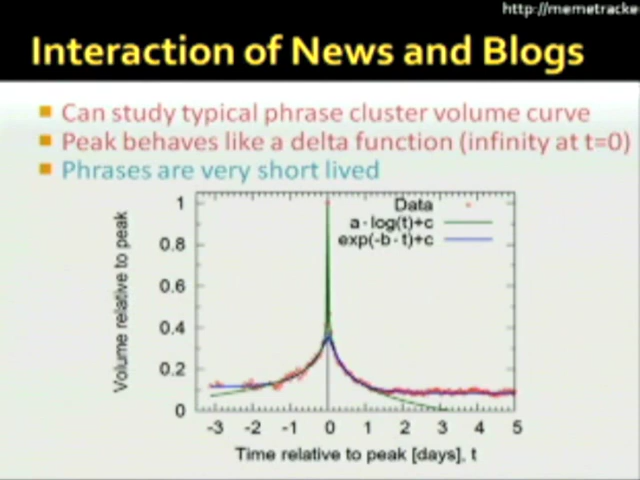 http://memetracke
Interaction of News and Blogs
Can study typical phrase cluster volume curve
Peak behaves like a delta function (infinity at t=0)
Phrases are very short lived
Data
a·log(t)+c
exp(-b·t)+c
Volume relative to peak
1
0.8
0.6
0.4
0.2
0
-3 -2 -1 0 1 2 3 4 5
Time relative to peak [days], t